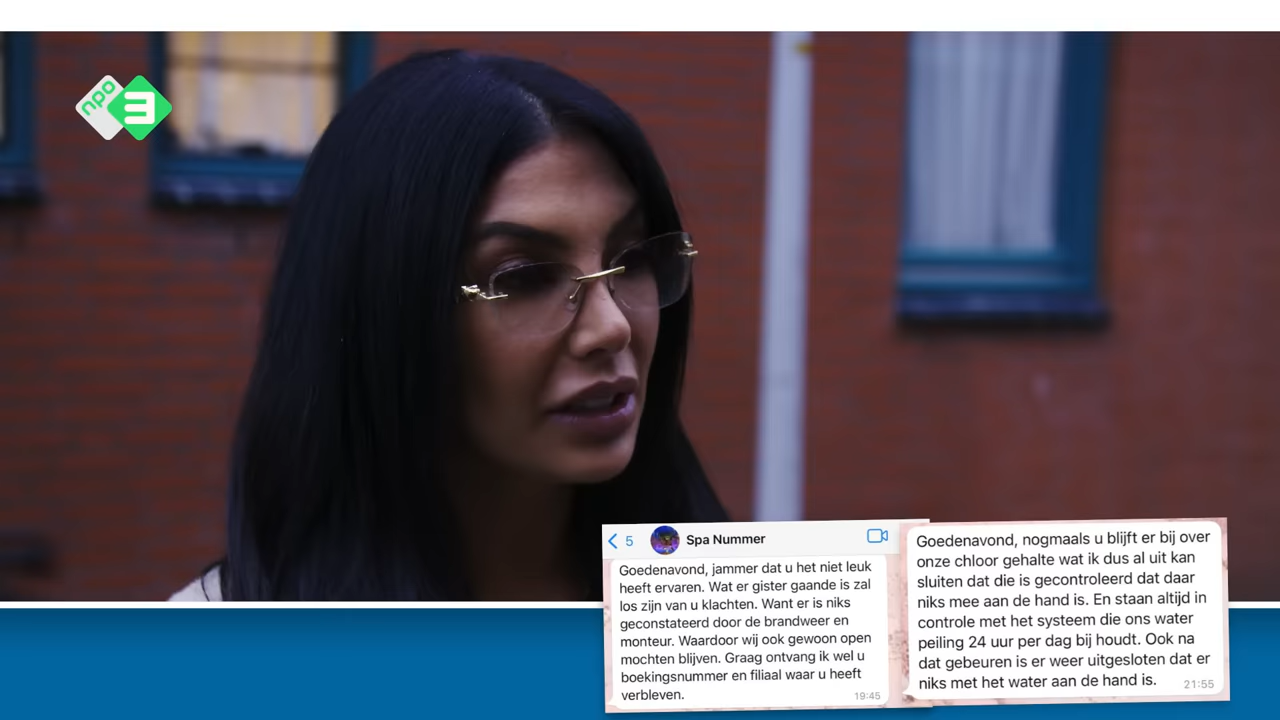 npo 3
5 Spa Nummer
Goedenavond, jammer dat u het niet leuk
heeft ervaren. Wat er gister gaande is zal
los zijn van u klachten. Want er is niks
geconstateerd door de brandweer en
monteur. Waardoor wij ook gewoon open
mochten blijven. Graag ontvang ik wel u
boekingsnummer en filiaal waar u heeft
verbleven.
19:45
Goedenavond, nogmaals u blijft er bij over
onze chloor gehalte wat ik dus al uit kan
sluiten dat die is gecontroleerd dat daar
niks mee aan de hand is. En staan altijd in
controle met het systeem die ons water
peiling 24 uur per dag bij houdt. Ook na
dat gebeuren is er weer uitgesloten dat er
niks met het water aan de hand is.
21:55